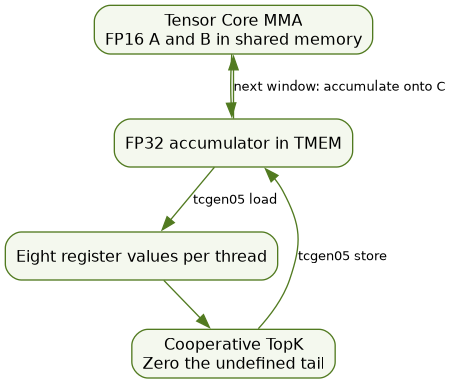 Tensor Core MMA
FP16 A and B in shared memory
next window: accumulate onto C
FP32 accumulator in TMEM
tcgen05 load
Eight register values per thread
tcgen05 store
Cooperative TopK
Zero the undefined tail